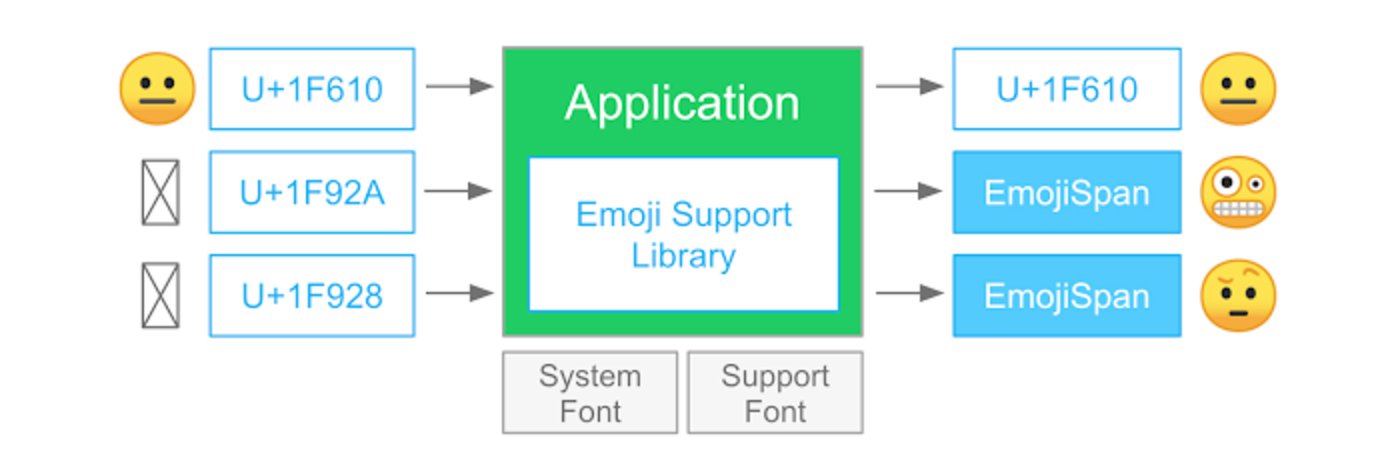 U+1F610
Application
U+1F610
U+1F92A
Emoji Support
Library
EmojiSpan
U+1F928
EmojiSpan
System
Font
Support
Font